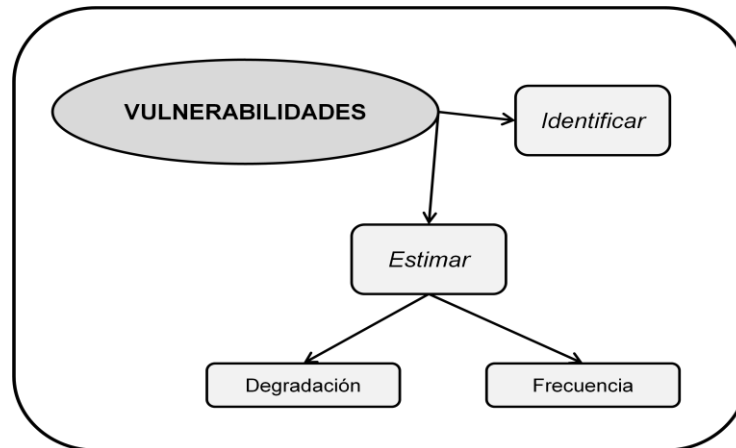 VULNERABILIDADES
Identificar
Estimar
Degradación
Frecuencia